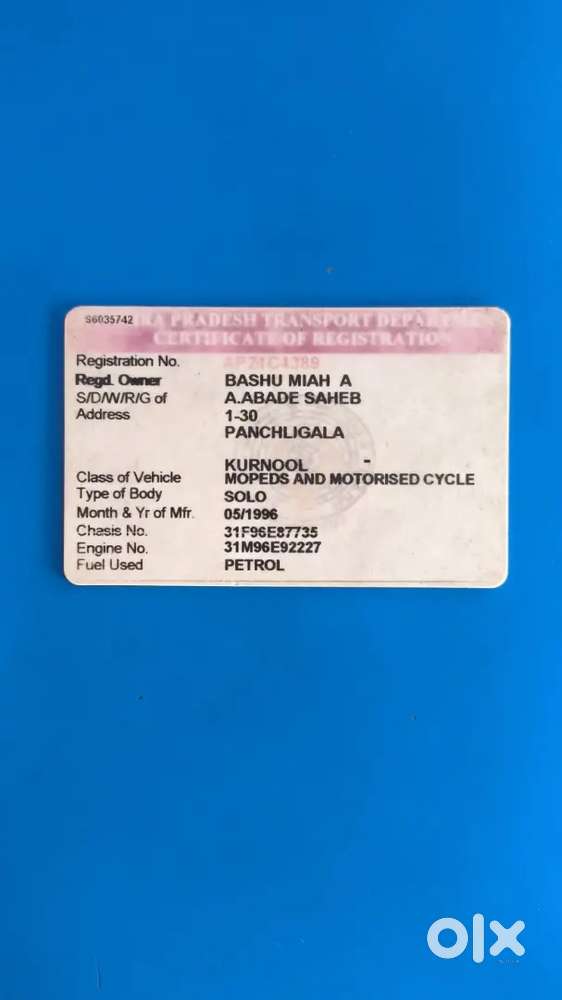 S6035742
RA PRADESH TRANSPORT
CERTIFICATE OF REGISTRATION
Registration No. AP21C4389
Regd. Owner BASHU MIAH A
S/D/W/R/G of A.ABADE SAHEB
Address 1-30
PANCHLIGALA
KURNOOL -
Class of Vehicle MOPEDS AND MOTORISED CYCLE
Type of Body SOLO
Month & Yr of Mfr. 05/1996
Chasis No. 31F96E87735
Engine No. 31M96E92227
Fuel Used PETROL
olx